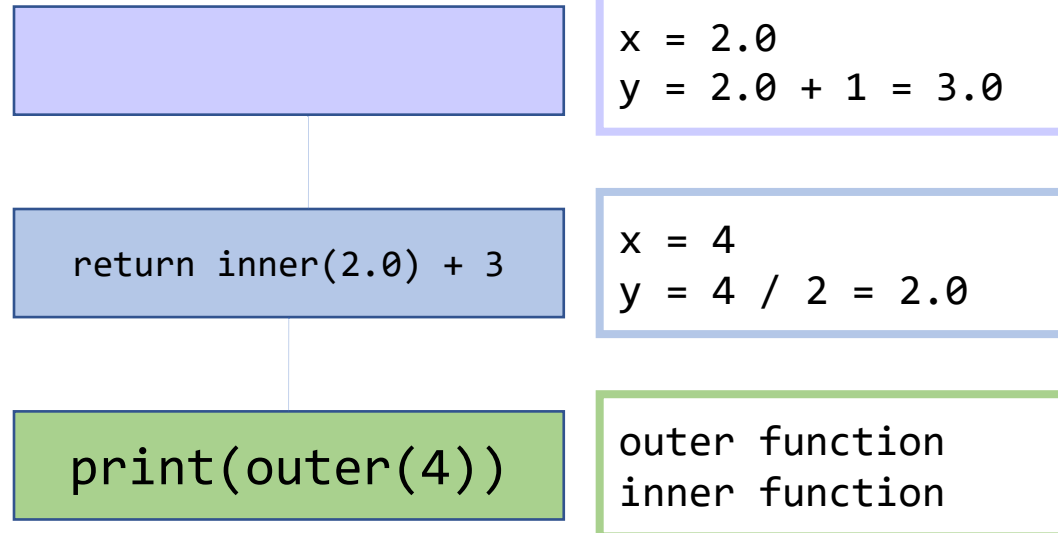 x = 2.0
y = 2.0 + 1 = 3.0
return inner(2.0) + 3
x = 4
y = 4 / 2 = 2.0
print(outer(4))
outer function
inner function